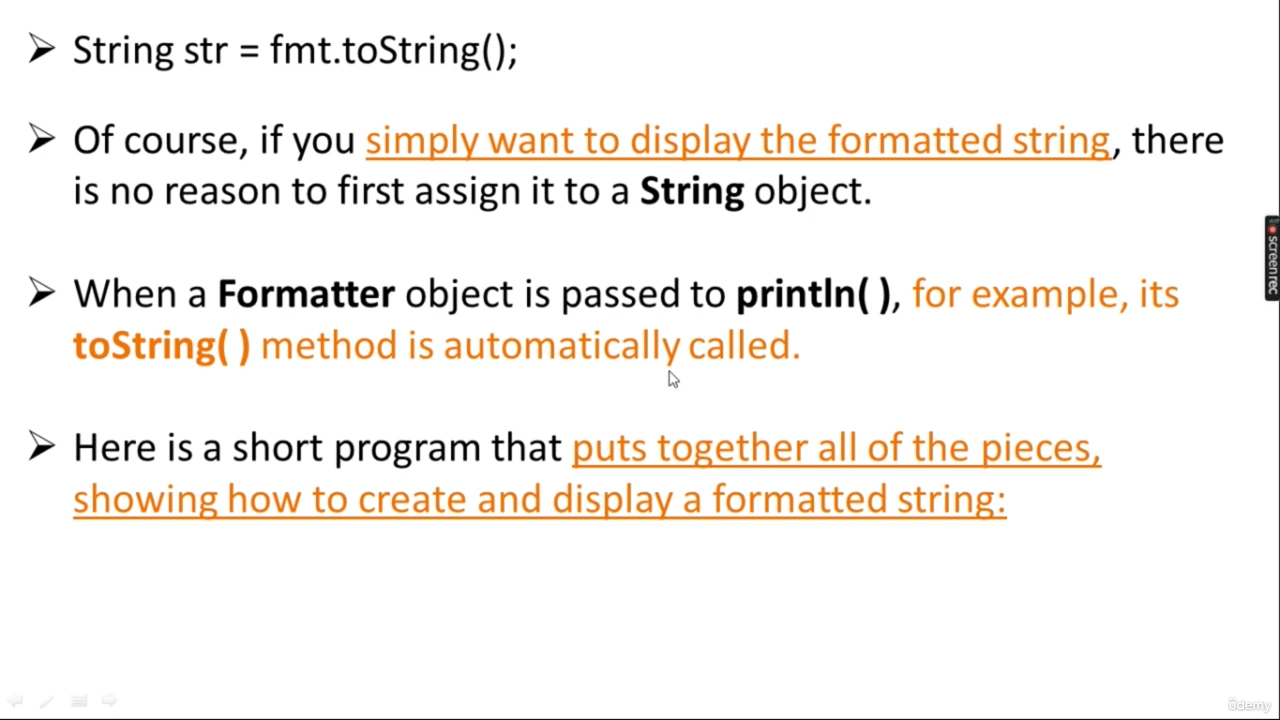 String str = fmt.toString();
Of course, if you simply want to display the formatted string, there
is no reason to first assign it to a String object.
When a Formatter object is passed to println( ), for example, its
toString( ) method is automatically called.
Here is a short program that puts together all of the pieces,
showing how to create and display a formatted string:
screenrec
ûdemy